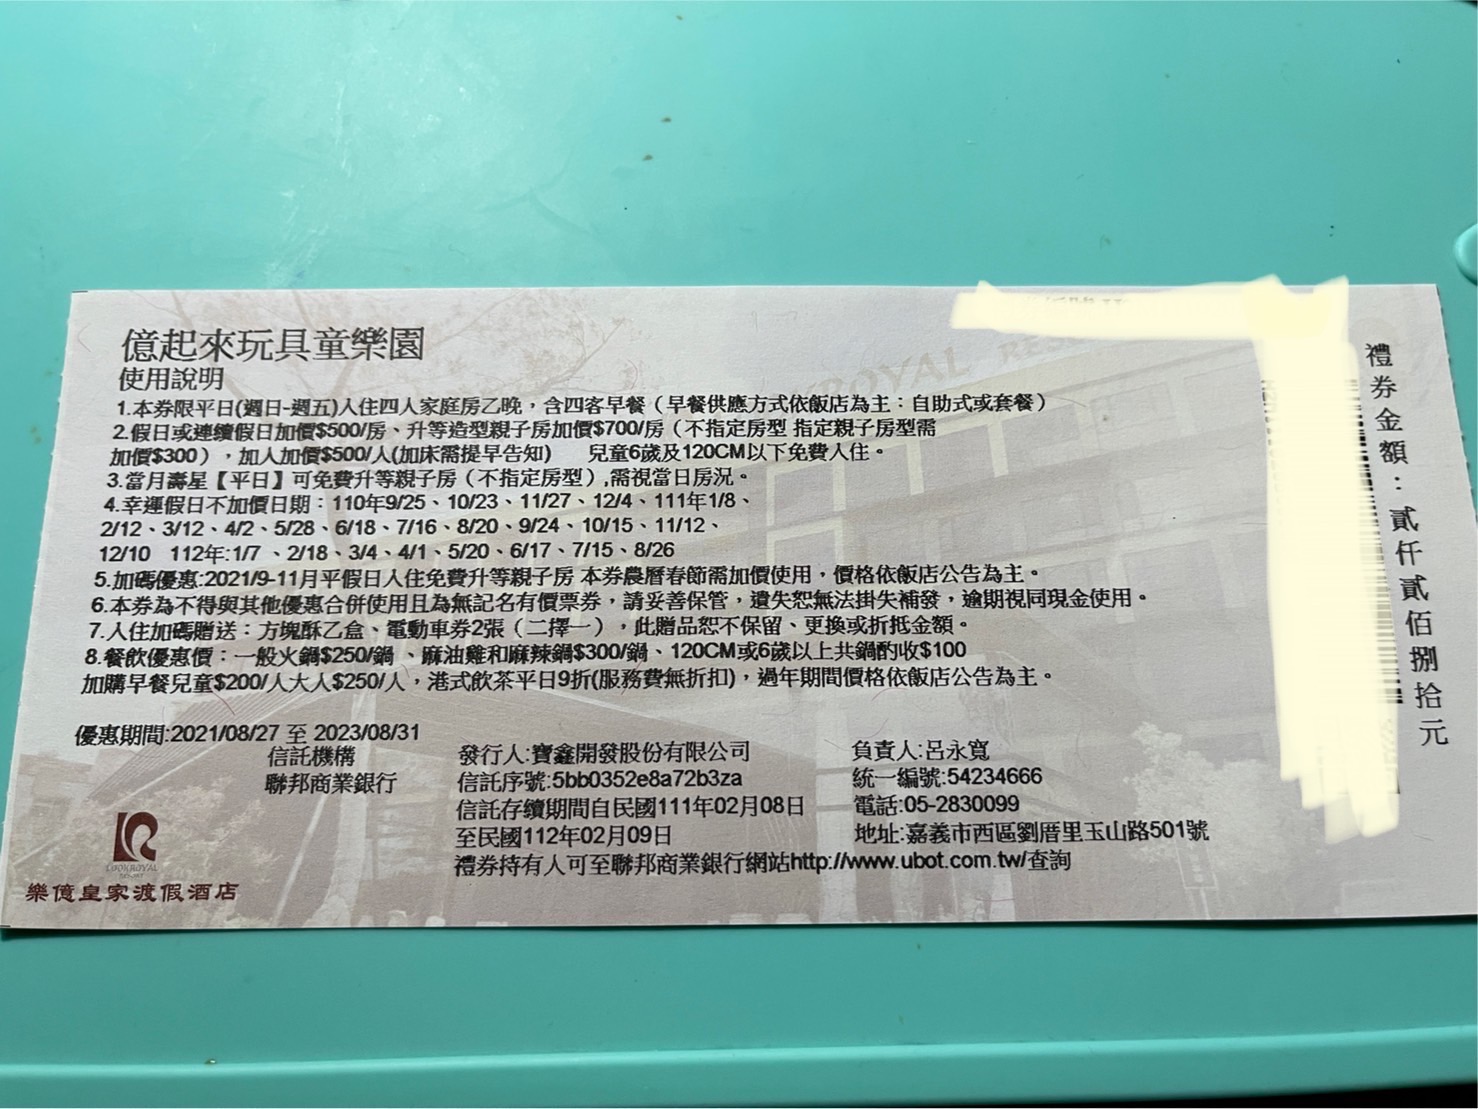 億起來玩具童樂園
使用說明
1.本券限平日(週日-週五)入住四人家庭房乙晚，含四客早餐（早餐供應方式依飯店為主：自助式或套餐）
2.假日或連續假日加價$500/房、升等造型親子房加價$700/房（不指定房型 指定親子房型需
加價$300），加人加價$500/人(加床需提早告知) 兒童6歲及120CM以下免費入住。
3.當月壽星【平日】可免費升等親子房（不指定房型）,需視當日房況。
4.幸運假日不加價日期：110年9/25、10/23、11/27、12/4、111年1/8、
2/12、3/12、4/2、5/28、6/18、7/16、8/20、9/24、10/15、11/12、
12/10 112年:1/7 、2/18、3/4、4/1、5/20、6/17、7/15、8/26
5.加碼優惠:2021/9-11月平假日入住免費升等親子房 本券農曆春節需加價使用，價格依飯店公告為主。
6.本券為不得與其他優惠合併使用且為無記名有價票券，請妥善保管，遺失恕無法掛失補發，逾期視同現金使用。
7.入住加碼贈送：方塊酥乙盒、電動車券2張（二擇一），此贈品恕不保留、更換或折抵金額。
8.餐飲優惠價：一般火鍋$250/鍋 、麻油雞和麻辣鍋$300/鍋、120CM或6歲以上共鍋酌收$100
加購早餐兒童$200/人大人$250/人，港式飲茶平日9折(服務費無折扣)，過年期間價格依飯店公告為主。
優惠期間:2021/08/27 至 2023/08/31
信託機構
聯邦商業銀行
發行人:寶鑫開發股份有限公司
信託序號:5bb0352e8a72b3za
信託存續期間自民國111年02月08日
至民國112年02月09日
禮券持有人可至聯邦商業銀行網站http://www.ubot.com.tw/查詢
負責人:呂永寬
統一編號:54234666
電話:05-2830099
地址:嘉義市西區劉厝里玉山路501號
LOOKROYAL
RESORT
樂億皇家渡假酒店
禮券金額：貳仟貳佰捌拾元